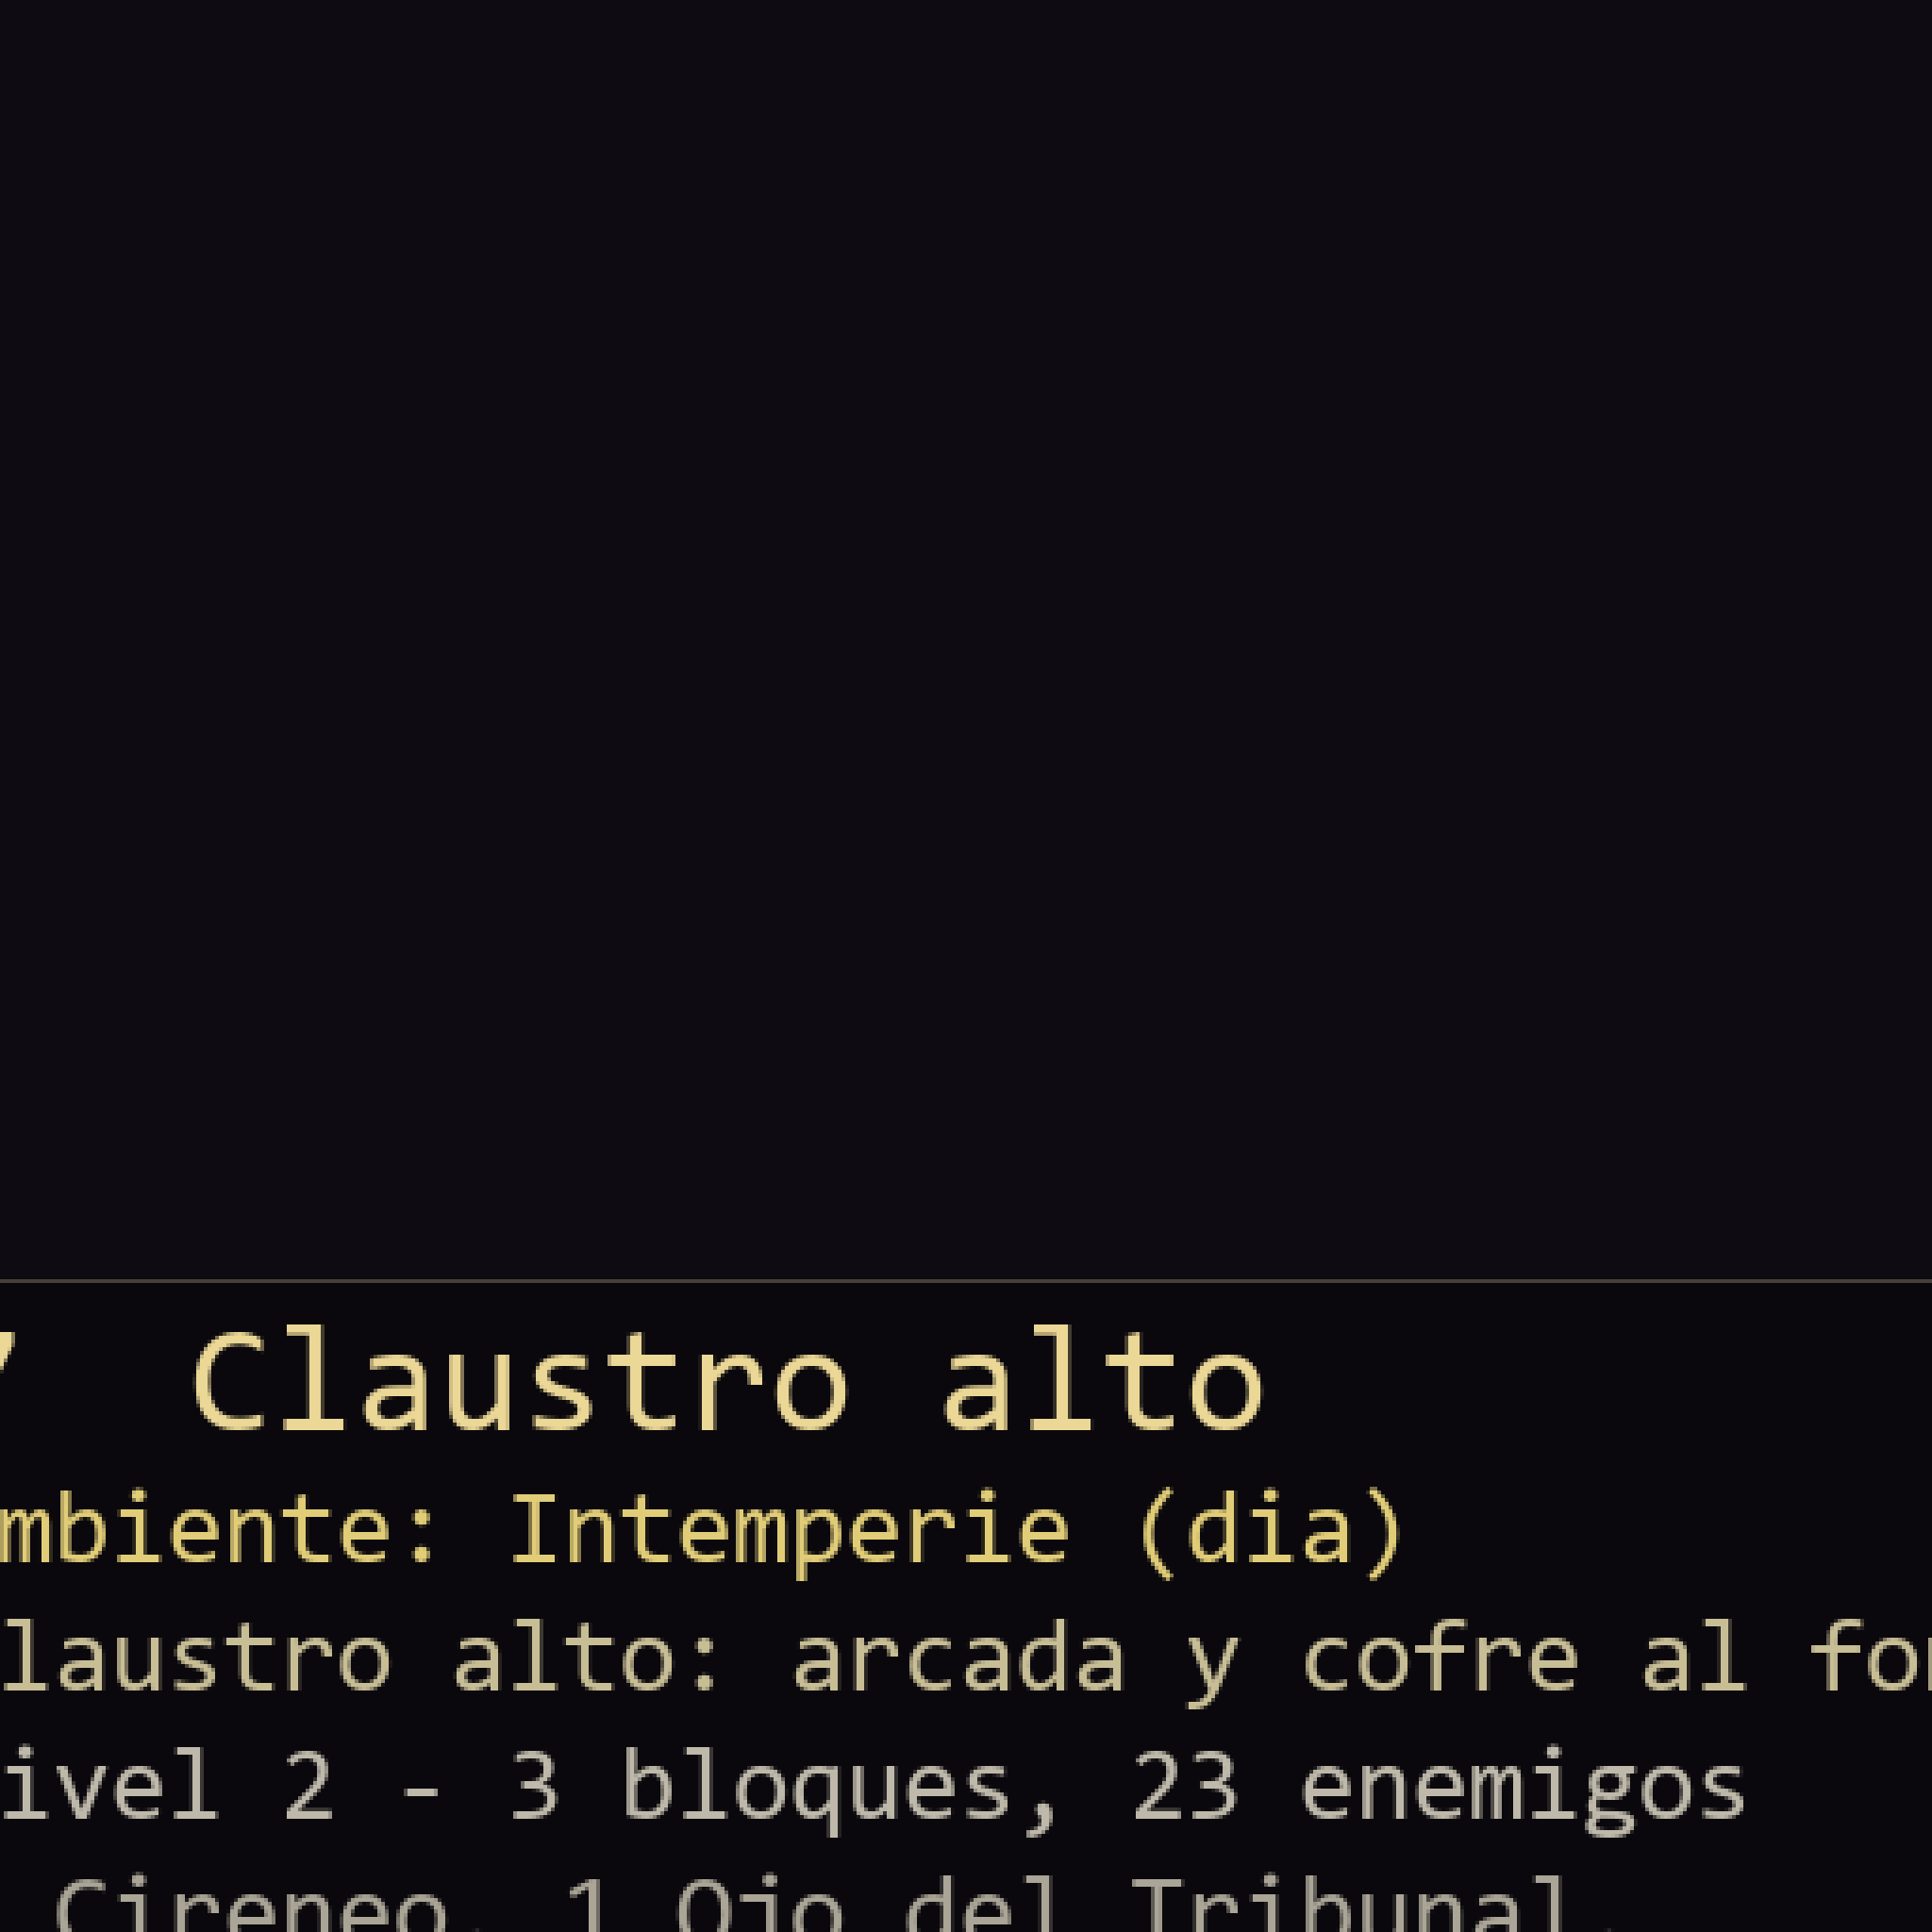 7 Claustro alto
mbiente: Intemperie (dia)
laustro alto: arcada y cofre al fo
ivel 2 - 3 bloques, 23 enemigos
Cireneo, 1 Ojo del Tribunal,